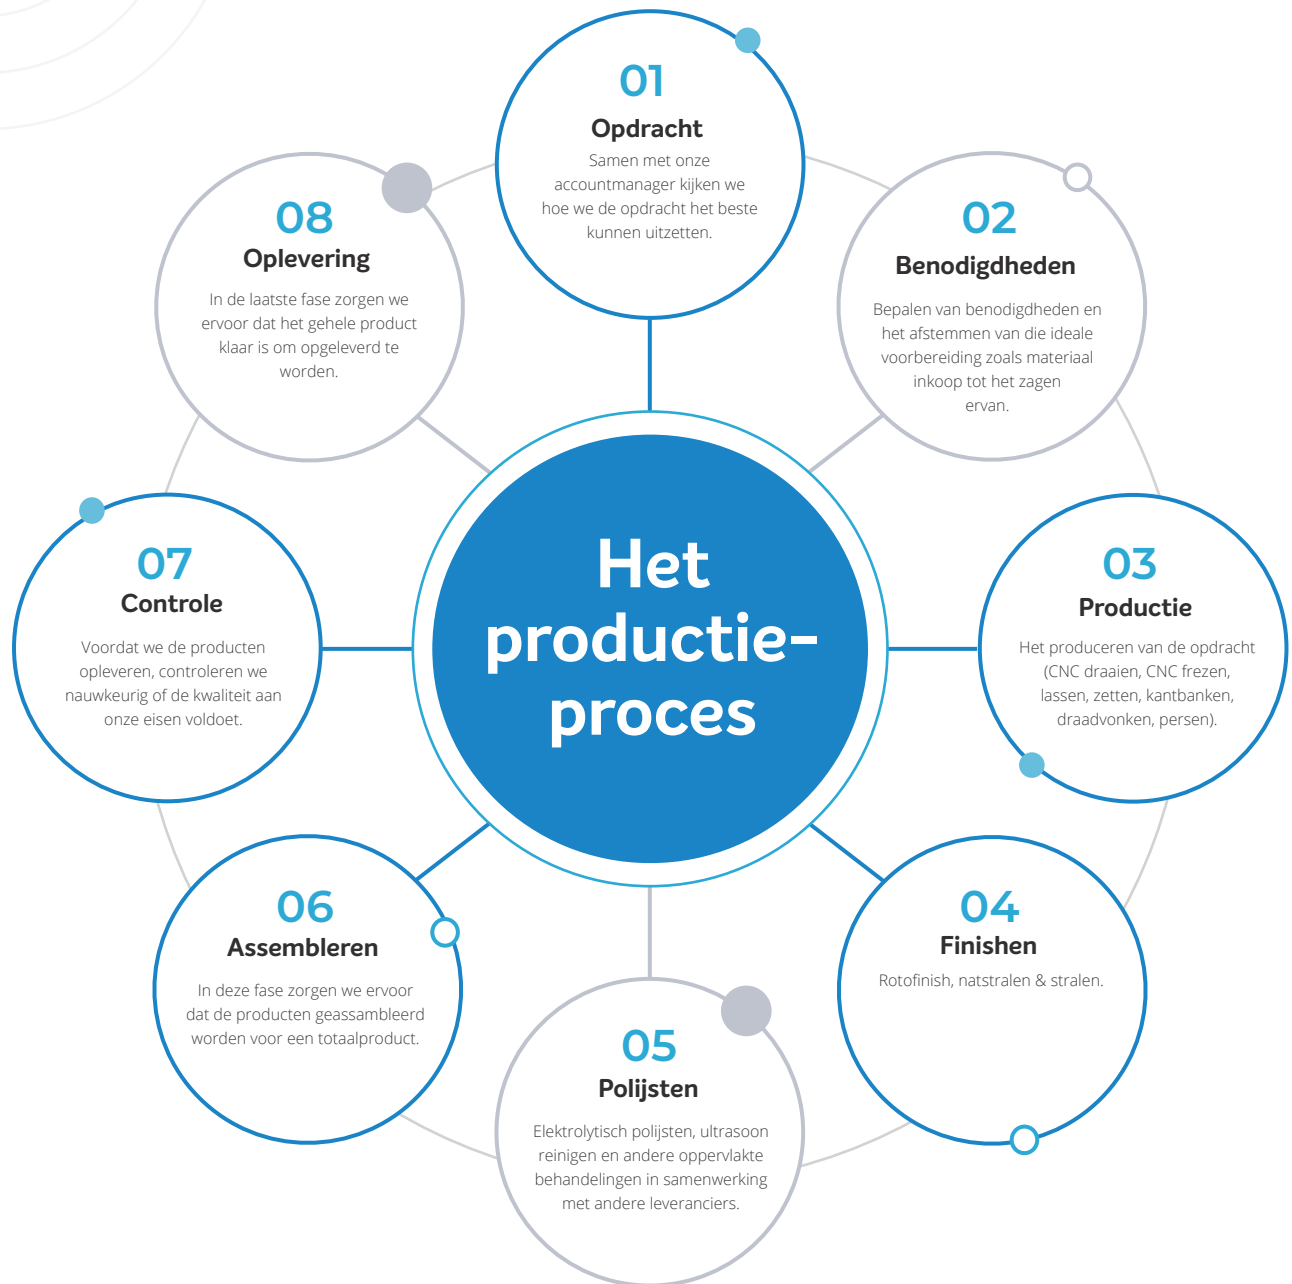 01
Opdracht
Samen met onze
accountmanager kijken we
hoe we de opdracht het beste
kunnen uitzetten.
02
Benodigdheden
Bepalen van benodigdheden en
het afstemmen van die ideale
voorbereiding zoals materiaal
inkoop tot het zagen
ervan.
03
Productie
Het produceren van de opdracht
(CNC draaien, CNC frezen,
lassen, zetten, kantbanken,
draadvonken, persen).
04
Finishen
Rotofinish, natstralen & stralen.
05
Polijsten
Elektrolytisch polijsten, ultrasoon
reinigen en andere oppervlakte
behandelingen in samenwerking
met andere leveranciers.
06
Assembleren
In deze fase zorgen we ervoor
dat de producten geassambleerd
worden voor een totaalproduct.
07
Controle
Voordat we de producten
opleveren, controleren we
nauwkeurig of de kwaliteit aan
onze eisen voldoet.
08
Oplevering
In de laatste fase zorgen we
ervoor dat het gehele product
klaar is om opgeleverd te
worden.
Het
productie-
proces